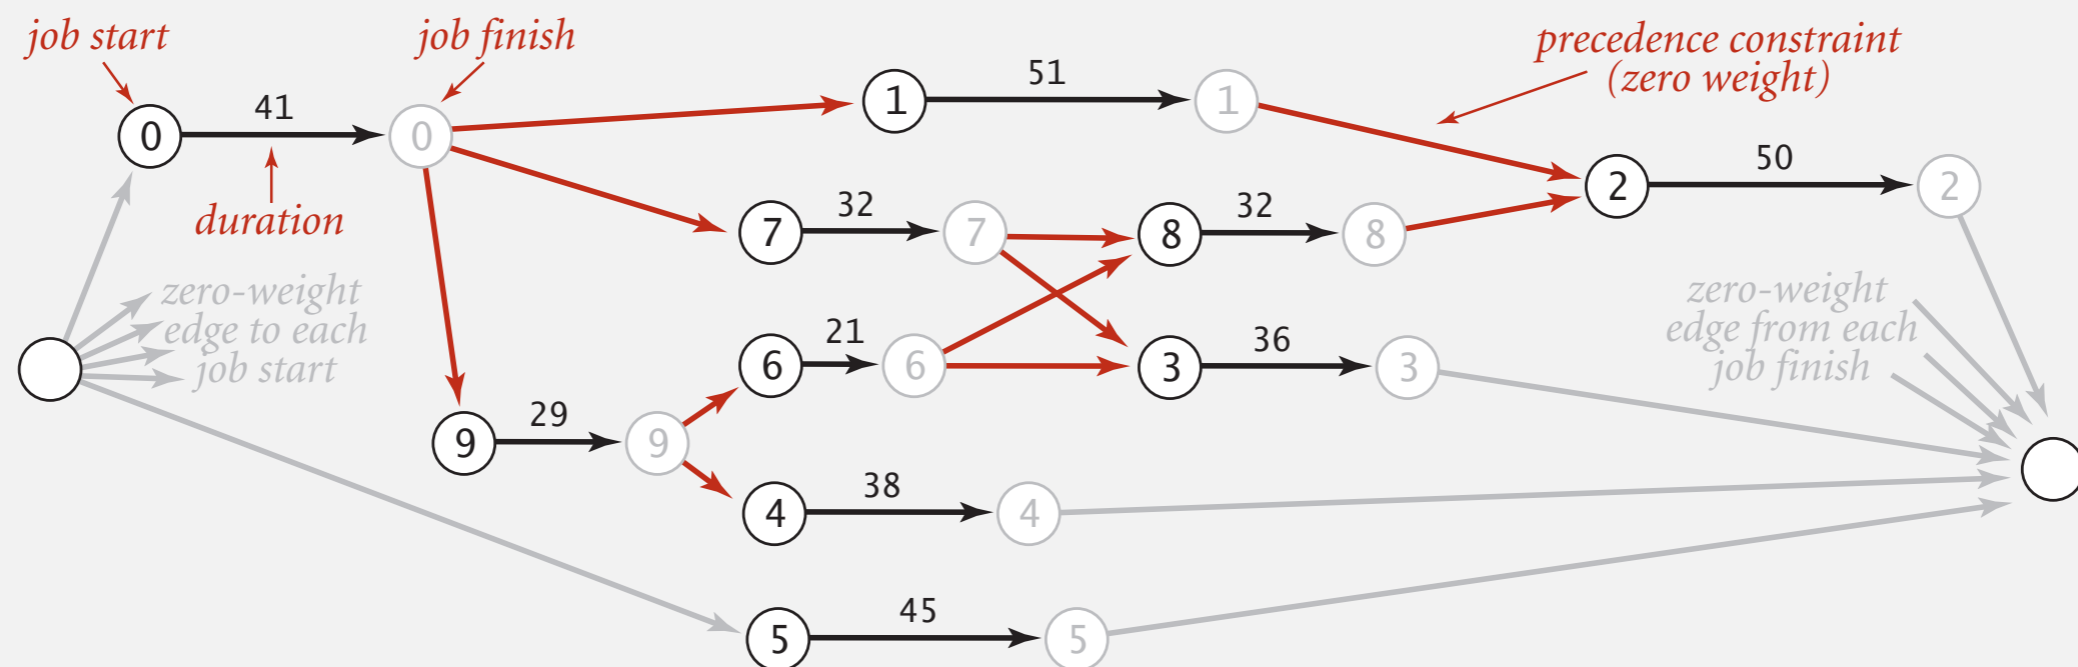 job start
job finish
precedence constraint
(zero weight)
41
51
0
0
1
1
duration
50
2
2
32
32
7
7
8
8
zero-weight
edge to each
job start
zero-weight
edge from each
job finish
21
36
6
6
3
3
29
9
9
38
4
4
45
5
5